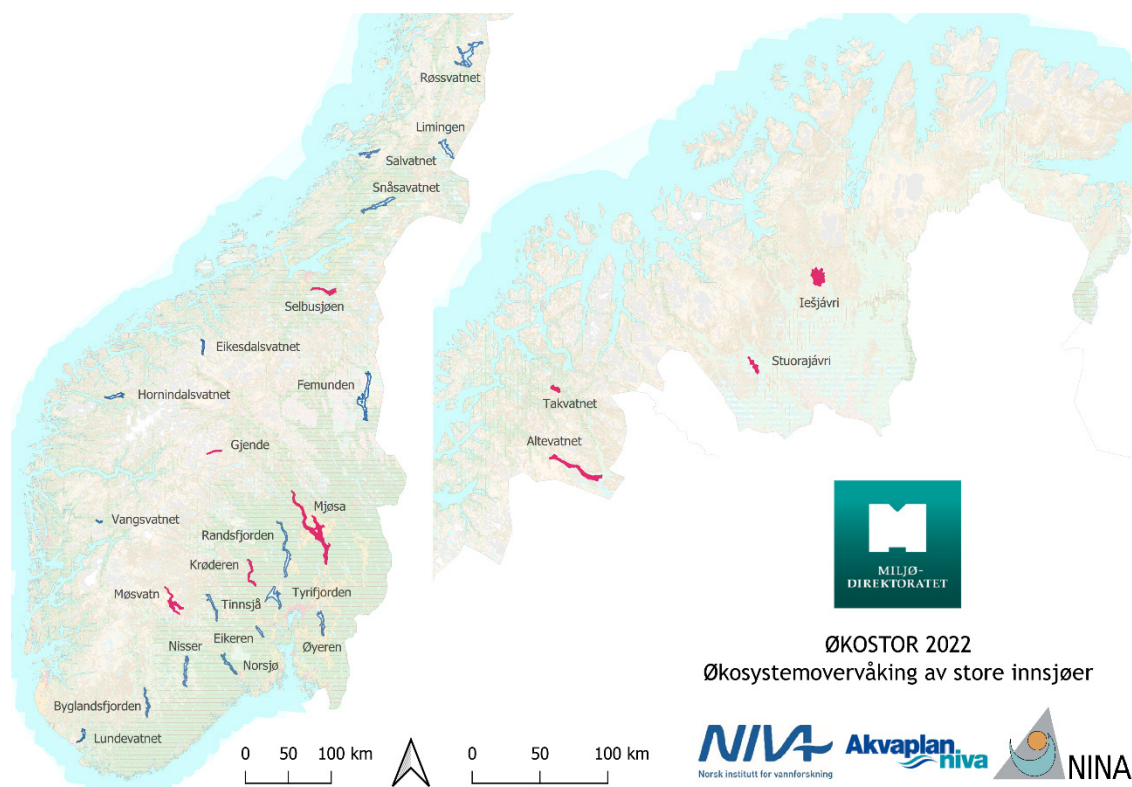 Røssvatnet
Limingen
Salvatnet
Snåsavatnet
Selbusjøen
Eikesdalsvatnet
Femunden
Hornindalsvatnet
Gjende
Mjøsa
Vangsvatnet
Randsfjorden
Krøderen
Møsvatn
Tinnsjå
Tyrifjorden
Eikeren
Øyeren
Nisser
Norsjø
Byglandsfjorden
Lundevatnet
0 50 100 km
Iešjávri
Stuorajávri
Takvatnet
Altevatnet
0 50 100 km
MILJØ-
DIREKTORATET
ØKOSTOR 2022
Økosystemovervåking av store innsjøer
NIVA
Norsk institutt for vannforskning
Akvaplan
niva
NINA